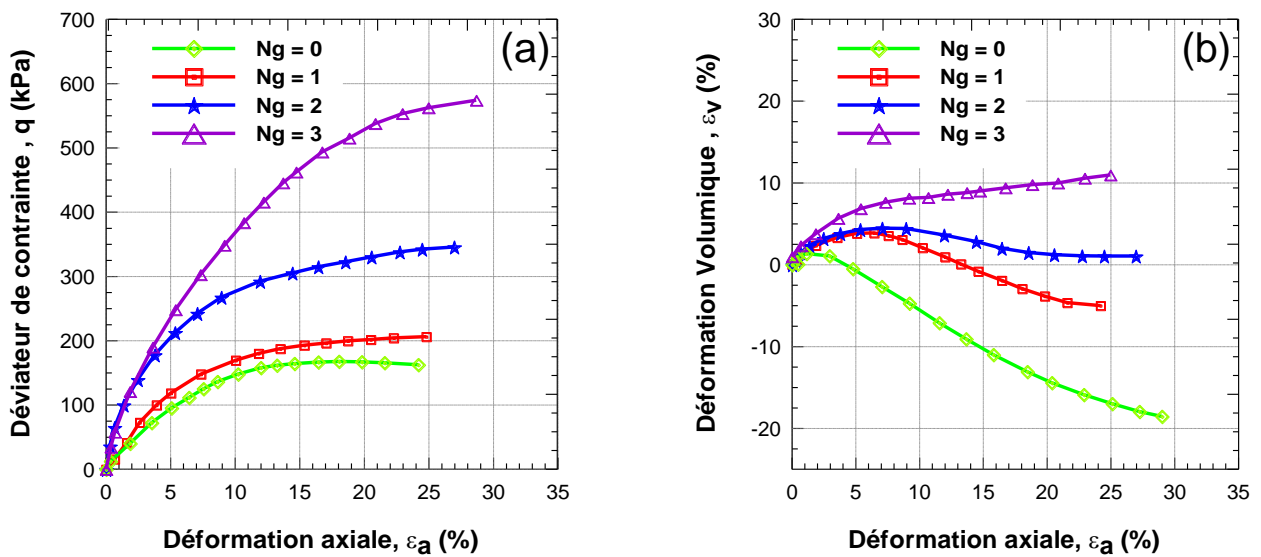 (a)
Ng = 0
Ng = 1
Ng = 2
Ng = 3
Déviateur de contrainte , q (kPa)
700
600
500
400
300
200
100
0
0 5 10 15 20 25 30 35
Déformation axiale, εa (%)
(b)
Ng = 0
Ng = 1
Ng = 2
Ng = 3
Déformation Volumique , εv (%)
30
20
10
0
-10
-20
0 5 10 15 20 25 30 35
Déformation axiale, εa (%)